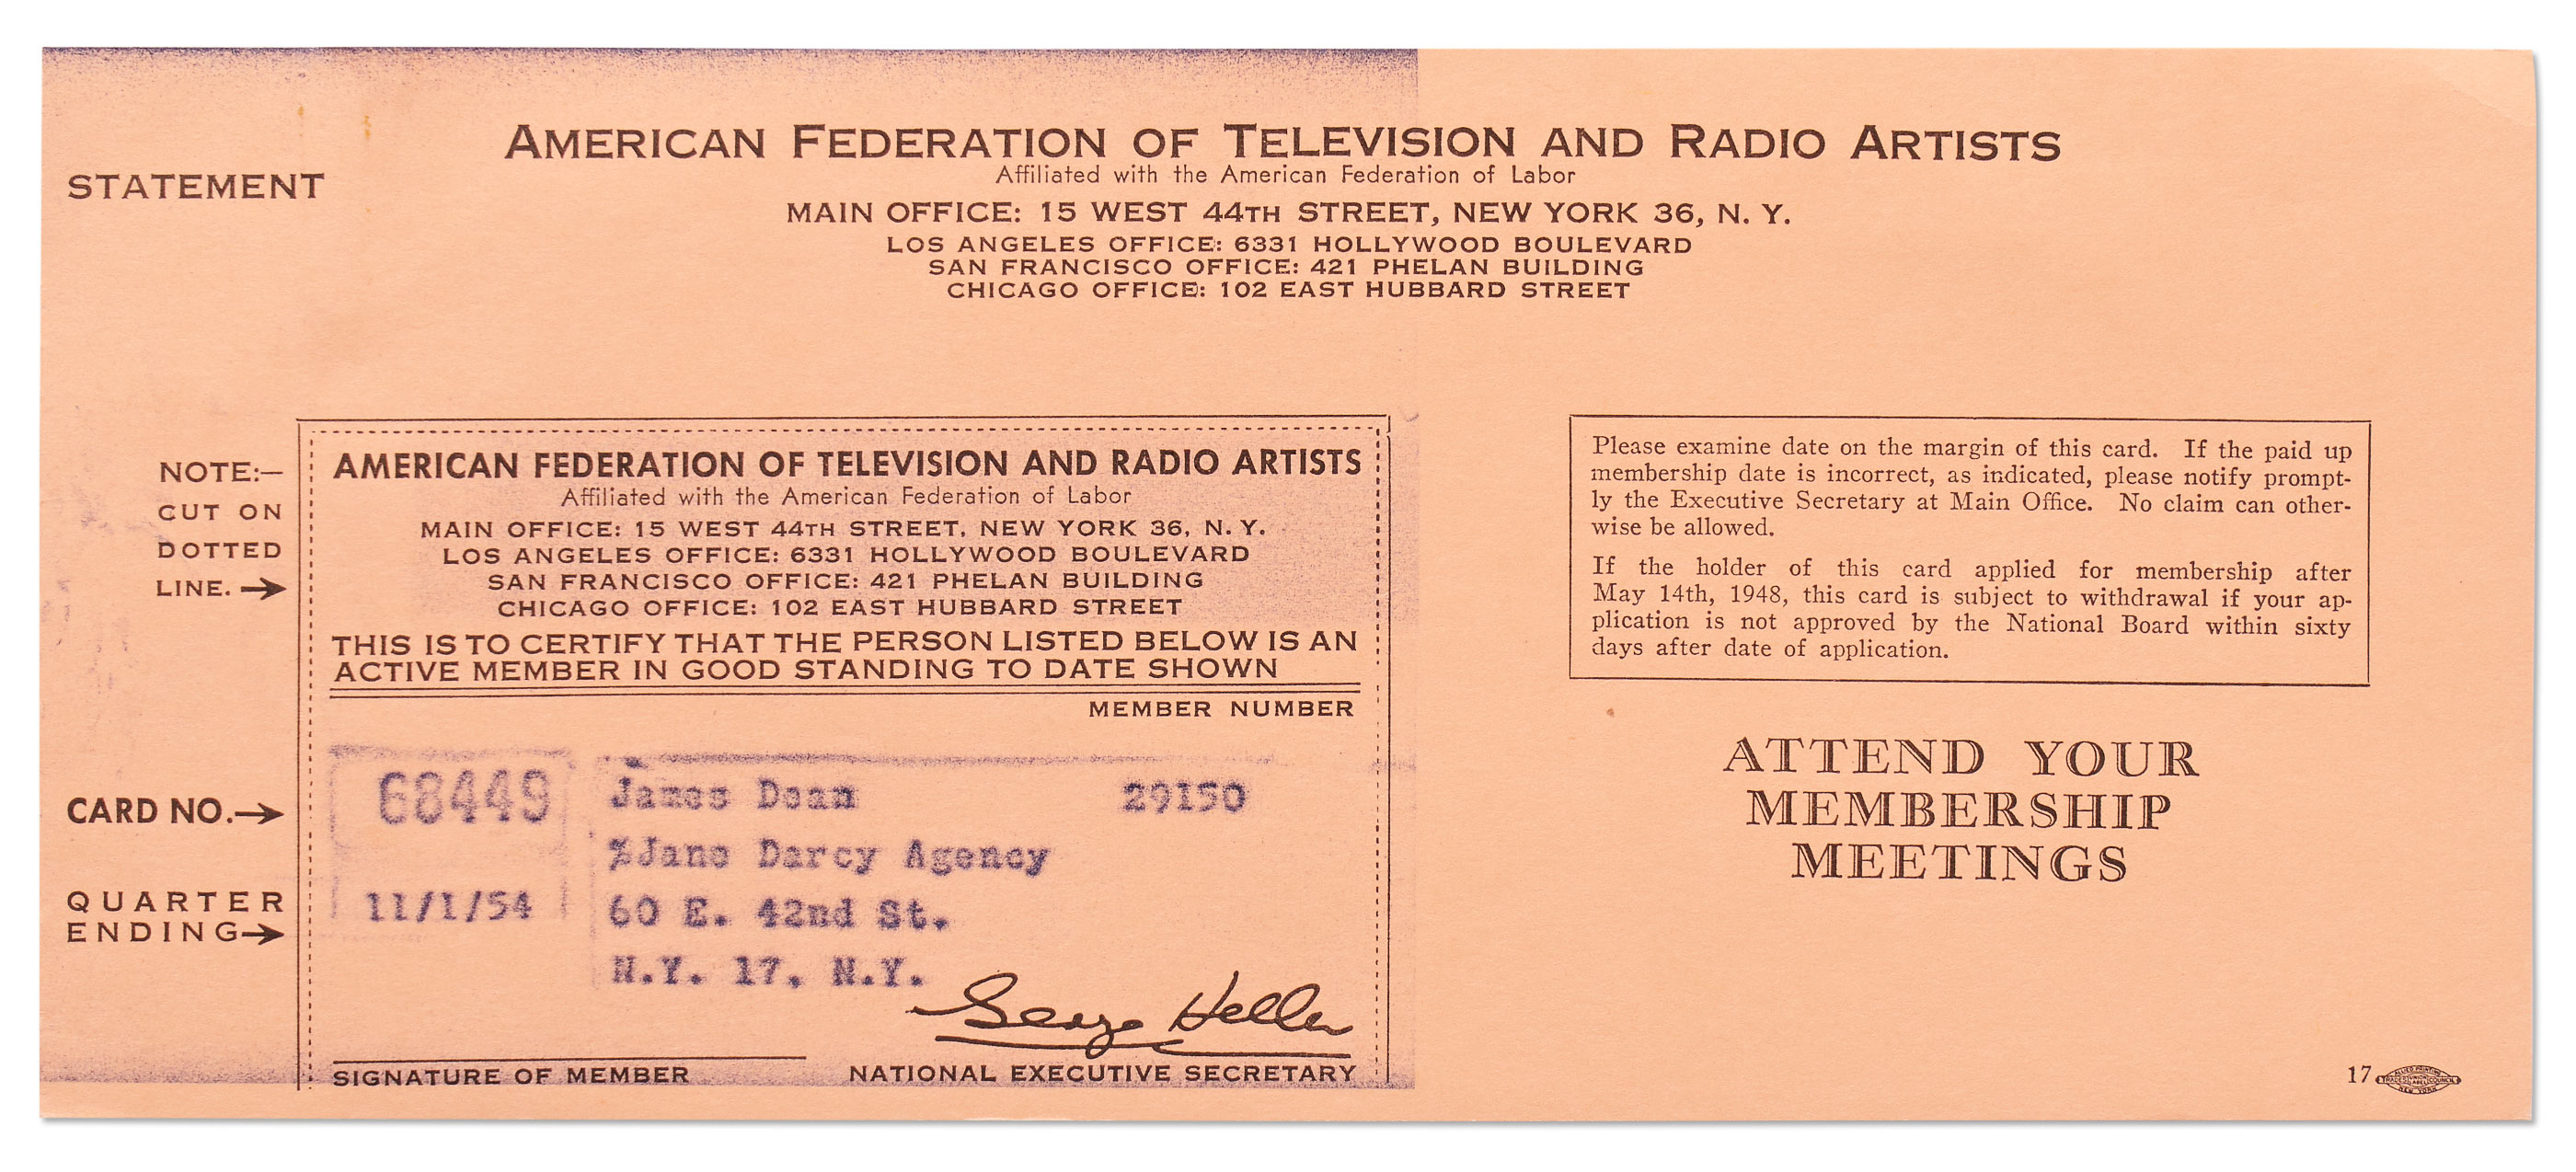 STATEMENT
AMERICAN FEDERATION OF TELEVISION AND RADIO ARTISTS
Affiliated with the American Federation of Labor
MAIN OFFICE: 15 WEST 44TH STREET, NEW YORK 36, N. Y.
LOS ANGELES OFFICE: 6331 HOLLYWOOD BOULEVARD
SAN FRANCISCO OFFICE: 421 PHELAN BUILDING
CHICAGO OFFICE: 102 EAST HUBBARD STREET
NOTE:—
CUT ON
DOTTED
LINE. →
AMERICAN FEDERATION OF TELEVISION AND RADIO ARTISTS
Affiliated with the American Federation of Labor
MAIN OFFICE: 15 WEST 44TH STREET, NEW YORK 36, N. Y.
LOS ANGELES OFFICE: 6331 HOLLYWOOD BOULEVARD
SAN FRANCISCO OFFICE: 421 PHELAN BUILDING
CHICAGO OFFICE: 102 EAST HUBBARD STREET
THIS IS TO CERTIFY THAT THE PERSON LISTED BELOW IS AN
ACTIVE MEMBER IN GOOD STANDING TO DATE SHOWN
MEMBER NUMBER
CARD NO.→
68449
QUARTER
ENDING→
11/1/54
James Dean 29150
%Jane Darcy Agency
60 E. 42nd St.
N.Y. 17, N.Y.
George Heller
SIGNATURE OF MEMBER
NATIONAL EXECUTIVE SECRETARY
Please examine date on the margin of this card. If the paid up
membership date is incorrect, as indicated, please notify prompt-
ly the Executive Secretary at Main Office. No claim can other-
wise be allowed.
If the holder of this card applied for membership after
May 14th, 1948, this card is subject to withdrawal if your ap-
plication is not approved by the National Board within sixty
days after date of application.
ATTEND YOUR
MEMBERSHIP
MEETINGS
17
ALLIED PRINTING
TRADES UNION LABEL COUNCIL
NEW YORK